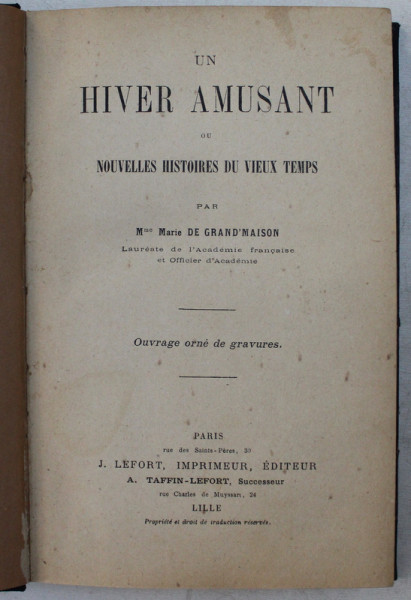 UN
HIVER AMUSANT
OU
NOUVELLES HISTOIRES DU VIEUX TEMPS
PAR
Mme Marie DE GRAND'MAISON
Lauréate de l'Académie française
et Officier d'Académie
Ouvrage orné de gravures.
PARIS
rue des Saints-Pères, 30
J. LEFORT, IMPRIMEUR, ÉDITEUR
A. TAFFIN-LEFORT, Successeur
rue Charles de Muyssart, 24
LILLE
Propriété et droit de traduction réservés.